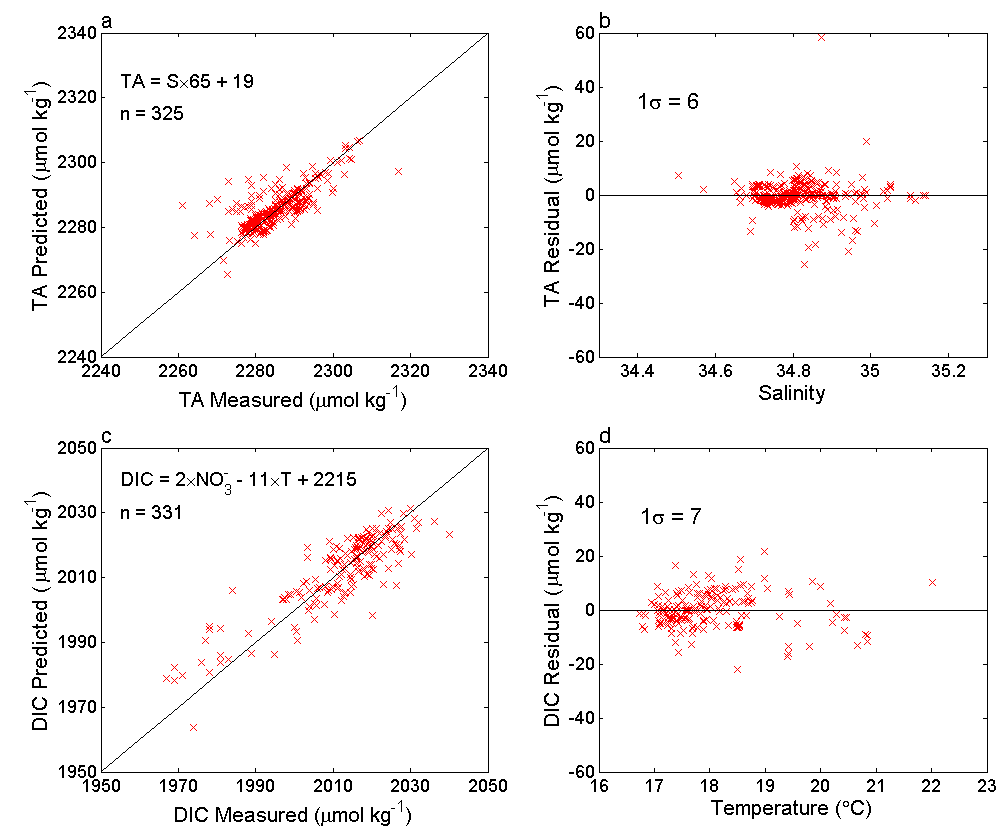 a
2340
2320
2300
2280
2260
2240
TA Predicted (μmol kg⁻¹)
TA = S×65 + 19
n = 325
2240 2260 2280 2300 2320 2340
TA Measured (μmol kg⁻¹)
b
60
40
20
0
-20
-40
-60
TA Residual (μmol kg⁻¹)
1σ = 6
34.4 34.6 34.8 35 35.2
Salinity
c
2050
2030
2010
1990
1970
1950
DIC Predicted (μmol kg⁻¹)
DIC = 2×NO₃⁻ - 11×T + 2215
n = 331
1950 1970 1990 2010 2030 2050
DIC Measured (μmol kg⁻¹)
d
60
40
20
0
-20
-40
-60
DIC Residual (μmol kg⁻¹)
1σ = 7
16 17 18 19 20 21 22 23
Temperature (°C)